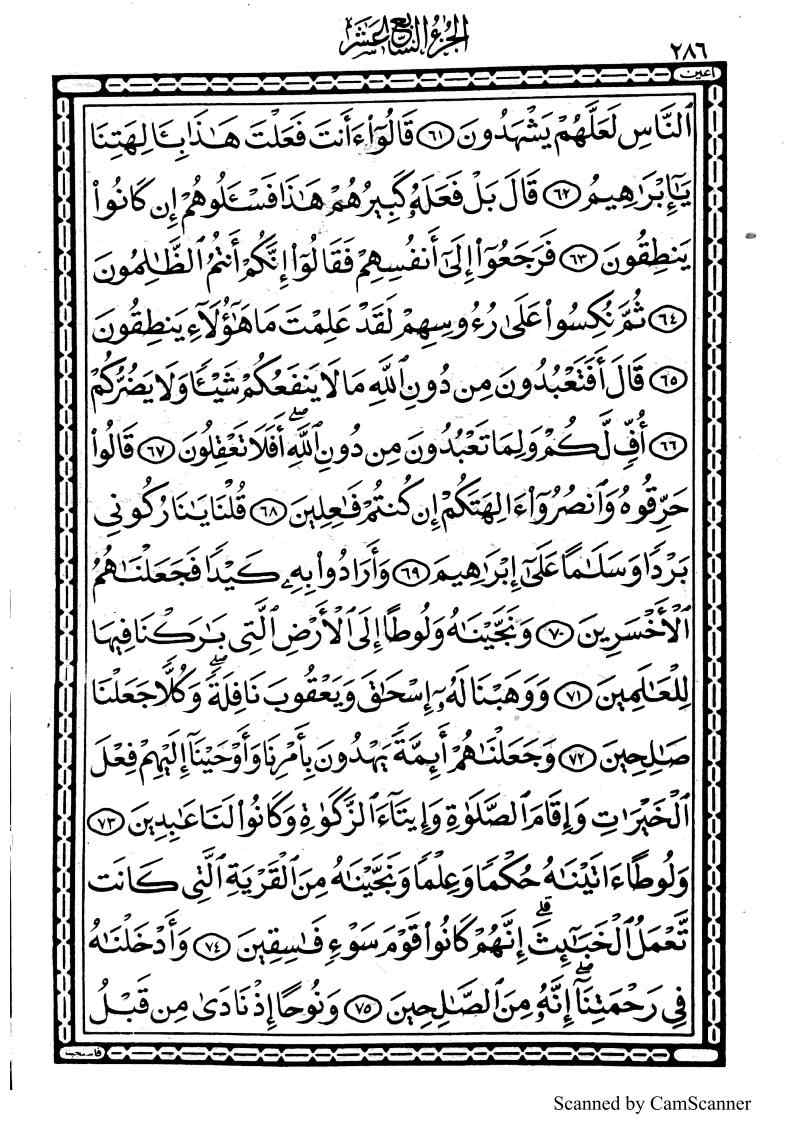 ٢٨٦
الجزء السابع عشر
أعين
ٱلنَّاسِ لَعَلَّهُمْ يَشْهَدُونَ ٦١ قَالُوٓا۟ ءَأَنتَ فَعَلْتَ هَـٰذَا بِـَٔالِهَتِنَا
يَـٰٓإِبْرَٰهِيمُ ٦٢ قَالَ بَلْ فَعَلَهُۥ كَبِيرُهُمْ هَـٰذَا فَسْـَٔلُوهُمْ إِن كَانُوا۟
يَنطِقُونَ ٦٣ فَرَجَعُوٓا۟ إِلَىٰٓ أَنفُسِهِمْ فَقَالُوٓا۟ إِنَّكُمْ أَنتُمُ ٱلظَّـٰلِمُونَ
٦٤ ثُمَّ نُكِسُوا۟ عَلَىٰ رُءُوسِهِمْ لَقَدْ عَلِمْتَ مَا هَـٰٓؤُلَآءِ يَنطِقُونَ
٦٥ قَالَ أَفَتَعْبُدُونَ مِن دُونِ ٱللَّهِ مَا لَا يَنفَعُكُمْ شَيْـًٔا وَلَا يَضُرُّكُمْ
٦٦ أُفٍّ لَّكُمْ وَلِمَا تَعْبُدُونَ مِن دُونِ ٱللَّهِ ۖ أَفَلَا تَعْقِلُونَ ٦٧ قَالُوا۟
حَرِّقُوهُ وَٱنصُرُوٓا۟ ءَالِهَتَكُمْ إِن كُنتُمْ فَـٰعِلِينَ ٦٨ قُلْنَا يَـٰنَارُ كُونِى
بَرْدًا وَسَلَـٰمًا عَلَىٰٓ إِبْرَٰهِيمَ ٦٩ وَأَرَادُوا۟ بِهِۦ كَيْدًا فَجَعَلْنَـٰهُمُ
ٱلْأَخْسَرِينَ ٧٠ وَنَجَّيْنَـٰهُ وَلُوطًا إِلَى ٱلْأَرْضِ ٱلَّتِى بَـٰرَكْنَا فِيهَا
لِلْعَـٰلَمِينَ ٧١ وَوَهَبْنَا لَهُۥٓ إِسْحَـٰقَ وَيَعْقُوبَ نَافِلَةً ۖ وَكُلًّا جَعَلْنَا
صَـٰلِحِينَ ٧٢ وَجَعَلْنَـٰهُمْ أَئِمَّةً يَهْدُونَ بِأَمْرِنَا وَأَوْحَيْنَآ إِلَيْهِمْ فِعْلَ
ٱلْخَيْرَٰتِ وَإِقَامَ ٱلصَّلَوٰةِ وَإِيتَآءَ ٱلزَّكَوٰةِ وَكَانُوا۟ لَنَا عَـٰبِدِينَ ٧٣
وَلُوطًا ءَاتَيْنَـٰهُ حُكْمًا وَعِلْمًا وَنَجَّيْنَـٰهُ مِنَ ٱلْقَرْيَةِ ٱلَّتِى كَانَت
تَّعْمَلُ ٱلْخَبَـٰٓئِثَ ۗ إِنَّهُمْ كَانُوا۟ قَوْمَ سَوْءٍ فَـٰسِقِينَ ٧٤ وَأَدْخَلْنَـٰهُ
فِى رَحْمَتِنَآ ۖ إِنَّهُۥ مِنَ ٱلصَّـٰلِحِينَ ٧٥ وَنُوحًا إِذْ نَادَىٰ مِن قَبْلُ
Scanned by CamScanner